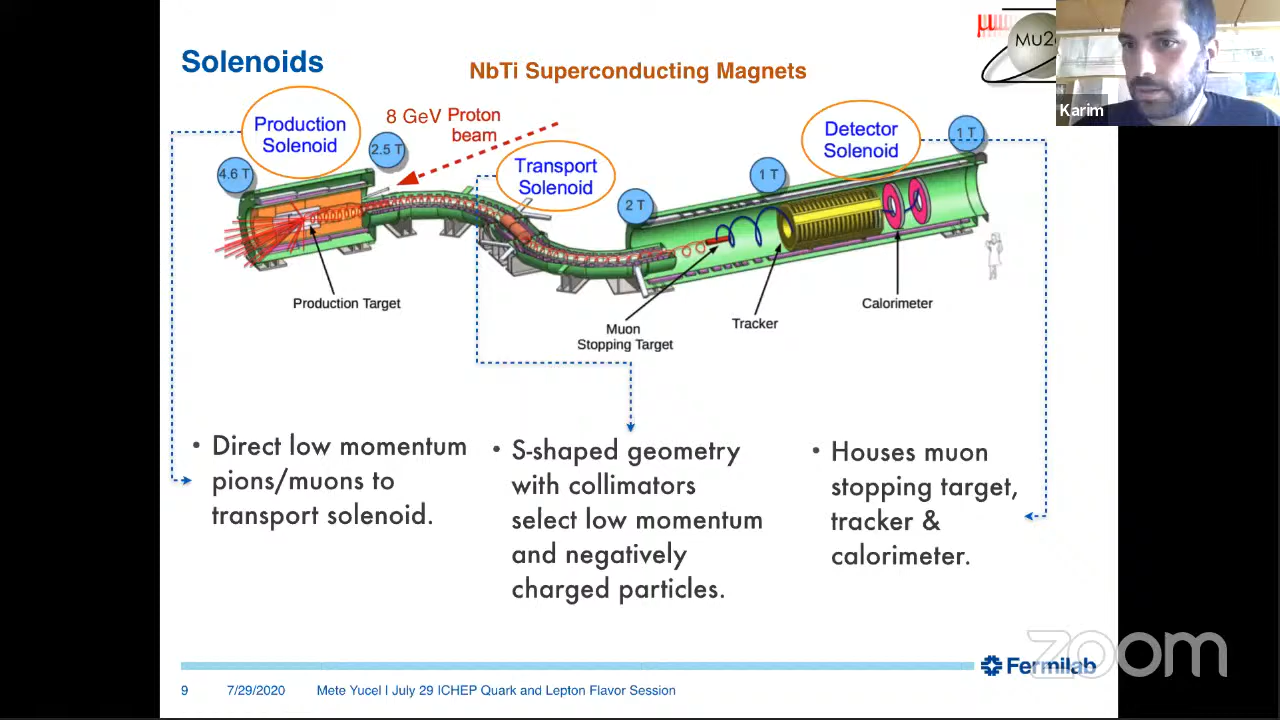 Solenoids
NbTi Superconducting Magnets
μ
Mu2e
Karim
Production
Solenoid
8 GeV Proton
beam
Detector
Solenoid
1 T
2.5 T
4.6 T
Transport
Solenoid
1 T
2 T
Production Target
Calorimeter
Tracker
Muon
Stopping Target
• Direct low momentum
pions/muons to
transport solenoid.
• S-shaped geometry
with collimators
select low momentum
and negatively
charged particles.
• Houses muon
stopping target,
tracker &
calorimeter.
zoom
Fermilab
9 7/29/2020 Mete Yucel I July 29 ICHEP Quark and Lepton Flavor Session